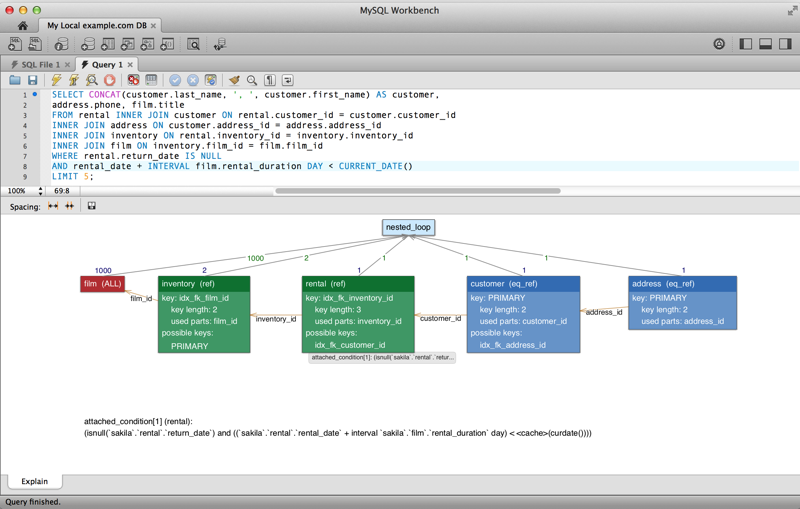 MySQL Workbench
My Local example.com DB
SQL File 1
Query 1
1 SELECT CONCAT(customer.last_name, ', ', customer.first_name) AS customer,
2 address.phone, film.title
3 FROM rental INNER JOIN customer ON rental.customer_id = customer.customer_id
4 INNER JOIN address ON customer.address_id = address.address_id
5 INNER JOIN inventory ON rental.inventory_id = inventory.inventory_id
6 INNER JOIN film ON inventory.film_id = film.film_id
7 WHERE rental.return_date IS NULL
8 AND rental_date + INTERVAL film.rental_duration DAY < CURRENT_DATE()
9 LIMIT 5;
100% 69:8
Spacing:
nested_loop
1000 2 1 1 1
1000 2 1 1 1
film (ALL)
film_id
inventory (ref)
key: idx_fk_film_id
key length: 2
used parts: film_id
possible keys:
PRIMARY
inventory_id
rental (ref)
key: idx_fk_inventory_id
key length: 3
used parts: inventory_id
possible keys:
idx_fk_customer_id
attached_condition[1]: (isnull(`sakila`.`rental`.`retur...
customer_id
customer (eq_ref)
key: PRIMARY
key length: 2
used parts: customer_id
possible keys:
idx_fk_address_id
address_id
address (eq_ref)
key: PRIMARY
key length: 2
used parts: address_id
attached_condition[1] (rental):
(isnull(`sakila`.`rental`.`return_date`) and ((`sakila`.`rental`.`rental_date` + interval `sakila`.`film`.`rental_duration` day) < <cache>(curdate())))
Explain
Query finished.